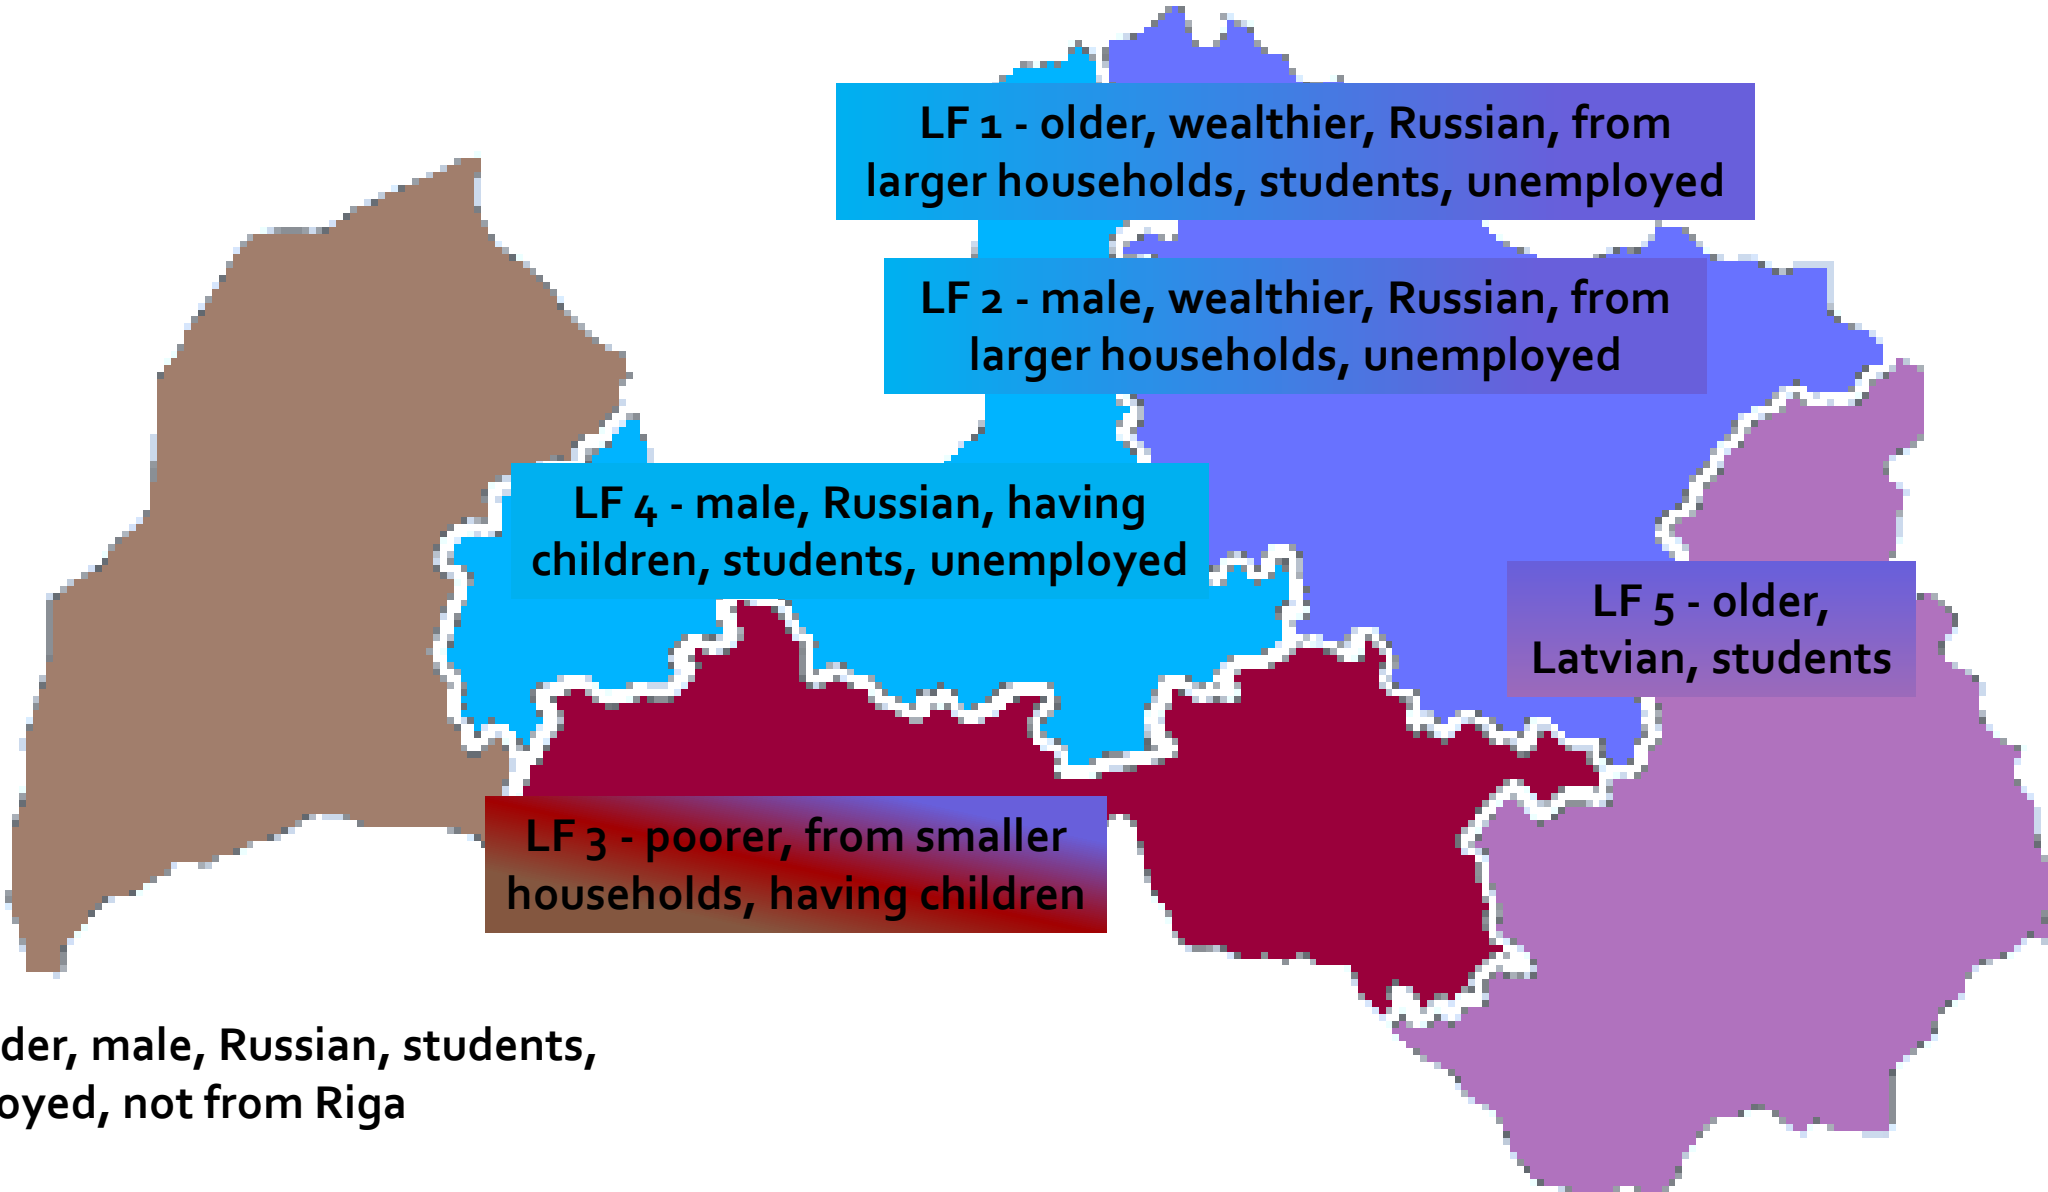 LF 1 - older, wealthier, Russian, from
larger households, students, unemployed
LF 2 - male, wealthier, Russian, from
larger households, unemployed
LF 4 - male, Russian, having
children, students, unemployed
LF 5 - older,
Latvian, students
LF 3 - poorer, from smaller
households, having children
male, Russian, students,
not from Riga